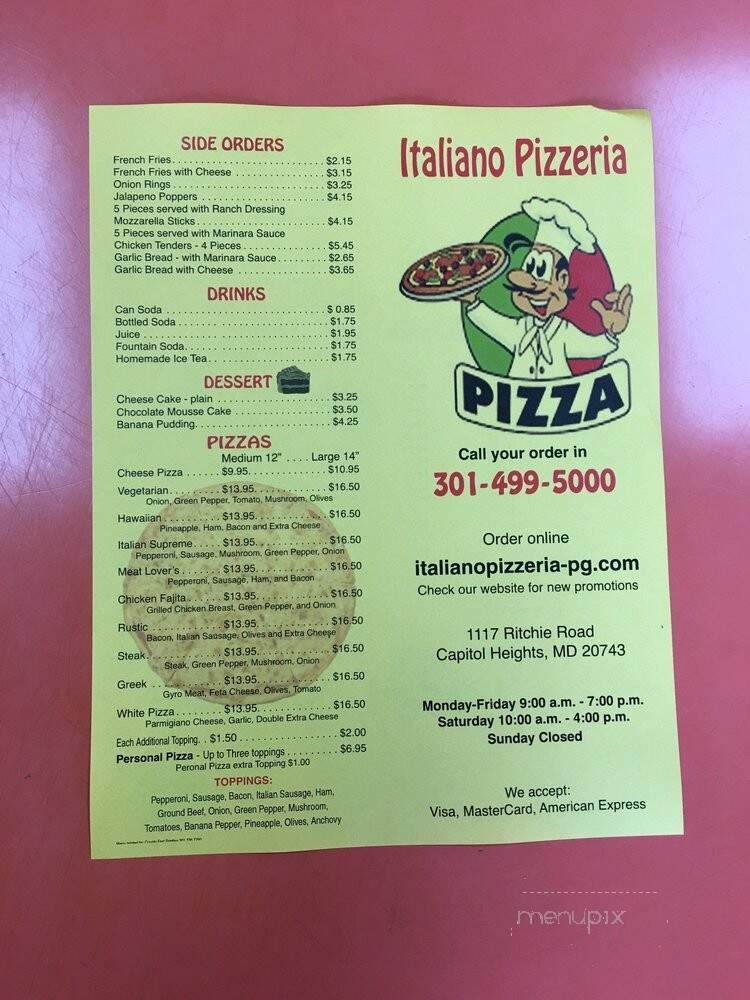 SIDE ORDERS
French Fries. . . . . . . . . . . . . . . . . . . . . . . . . . $2.15
French Fries with Cheese . . . . . . . . . . . . . . . $3.15
Onion Rings . . . . . . . . . . . . . . . . . . . . . . . . . . $3.25
Jalapeno Poppers . . . . . . . . . . . . . . . . . . . . . $4.15
5 Pieces served with Ranch Dressing
Mozzarella Sticks . . . . . . . . . . . . . . . . . . . . . . $4.15
5 Pieces served with Marinara Sauce
Chicken Tenders - 4 Pieces . . . . . . . . . . . . . . $5.45
Garlic Bread - with Marinara Sauce . . . . . . . . $2.65
Garlic Bread with Cheese . . . . . . . . . . . . . . . $3.65
DRINKS
Can Soda . . . . . . . . . . . . . . . . . . . . . . . . . . . $ 0.85
Bottled Soda . . . . . . . . . . . . . . . . . . . . . . . . . $1.75
Juice . . . . . . . . . . . . . . . . . . . . . . . . . . . . . . . $1.95
Fountain Soda. . . . . . . . . . . . . . . . . . . . . . . . $1.75
Homemade Ice Tea . . . . . . . . . . . . . . . . . . . . $1.75
DESSERT
Cheese Cake - plain . . . . . . . . . . . . . . . . . . . $3.25
Chocolate Mousse Cake . . . . . . . . . . . . . . . . $3.50
Banana Pudding. . . . . . . . . . . . . . . . . . . . . . . $4.25
PIZZAS
Medium 12" . . . . Large 14"
Cheese Pizza . . . . . . $9.95. . . . . . . . . . . . . . $10.95
Vegetarian. . . . . . . . . $13.95. . . . . . . . . . . . . $16.50
Onion, Green Pepper, Tomato, Mushroom, Olives
Hawaiian . . . . . . . . . . $13.95. . . . . . . . . . . . . $16.50
Pineapple, Ham, Bacon and Extra Cheese
Italian Supreme . . . . . $13.95. . . . . . . . . . . . . $16.50
Pepperoni, Sausage, Mushroom, Green Pepper, Onion
Meat Lover's . . . . . . . $13.95. . . . . . . . . . . . . $16.50
Pepperoni, Sausage, Ham, and Bacon
Chicken Fajita . . . . . . $13.95. . . . . . . . . . . . . $16.50
Grilled Chicken Breast, Green Pepper, and Onion
Rustic . . . . . . . . . . . . $13.95. . . . . . . . . . . . . $16.50
Bacon, Italian Sausage, Olives and Extra Cheese
Steak. . . . . . . . . . . . . $13.95. . . . . . . . . . . . . $16.50
Steak, Green Pepper, Mushroom, Onion
Greek . . . . . . . . . . . . $13.95. . . . . . . . . . . . . $16.50
Gyro Meat, Feta Cheese, Olives, Tomato
White Pizza . . . . . . . . $13.95. . . . . . . . . . . . . $16.50
Parmigiano Cheese, Garlic, Double Extra Cheese
Each Additional Topping. . $1.50 . . . . . . . . . . . . . . . . . $2.00
Personal Pizza - Up to Three toppings . . . . . . . . . $6.95
Peronal Pizza extra Topping $1.00
TOPPINGS:
Pepperoni, Sausage, Bacon, Italian Sausage, Ham,
Ground Beef, Onion, Green Pepper, Mushroom,
Tomatoes, Banana Pepper, Pineapple, Olives, Anchovy
Italiano Pizzeria
PIZZA
Call your order in
301-499-5000
Order online
italianopizzeria-pg.com
Check our website for new promotions
1117 Ritchie Road
Capitol Heights, MD 20743
Monday-Friday 9:00 a.m. - 7:00 p.m.
Saturday 10:00 a.m. - 4:00 p.m.
Sunday Closed
We accept:
Visa, MasterCard, American Express
menupix